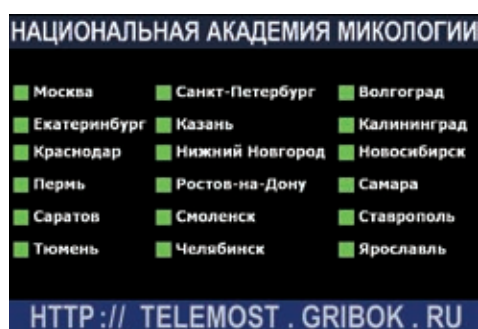 НАЦИОНАЛЬНАЯ АКАДЕМИЯ МИКОЛОГИИ
Москва Санкт-Петербург Волгоград
Екатеринбург Казань Калининград
Краснодар Нижний Новгород Новосибирск
Пермь Ростов-на-Дону Самара
Саратов Смоленск Ставрополь
Тюмень Челябинск Ярославль
HTTP :// TELEMOST . GRIBOK . RU